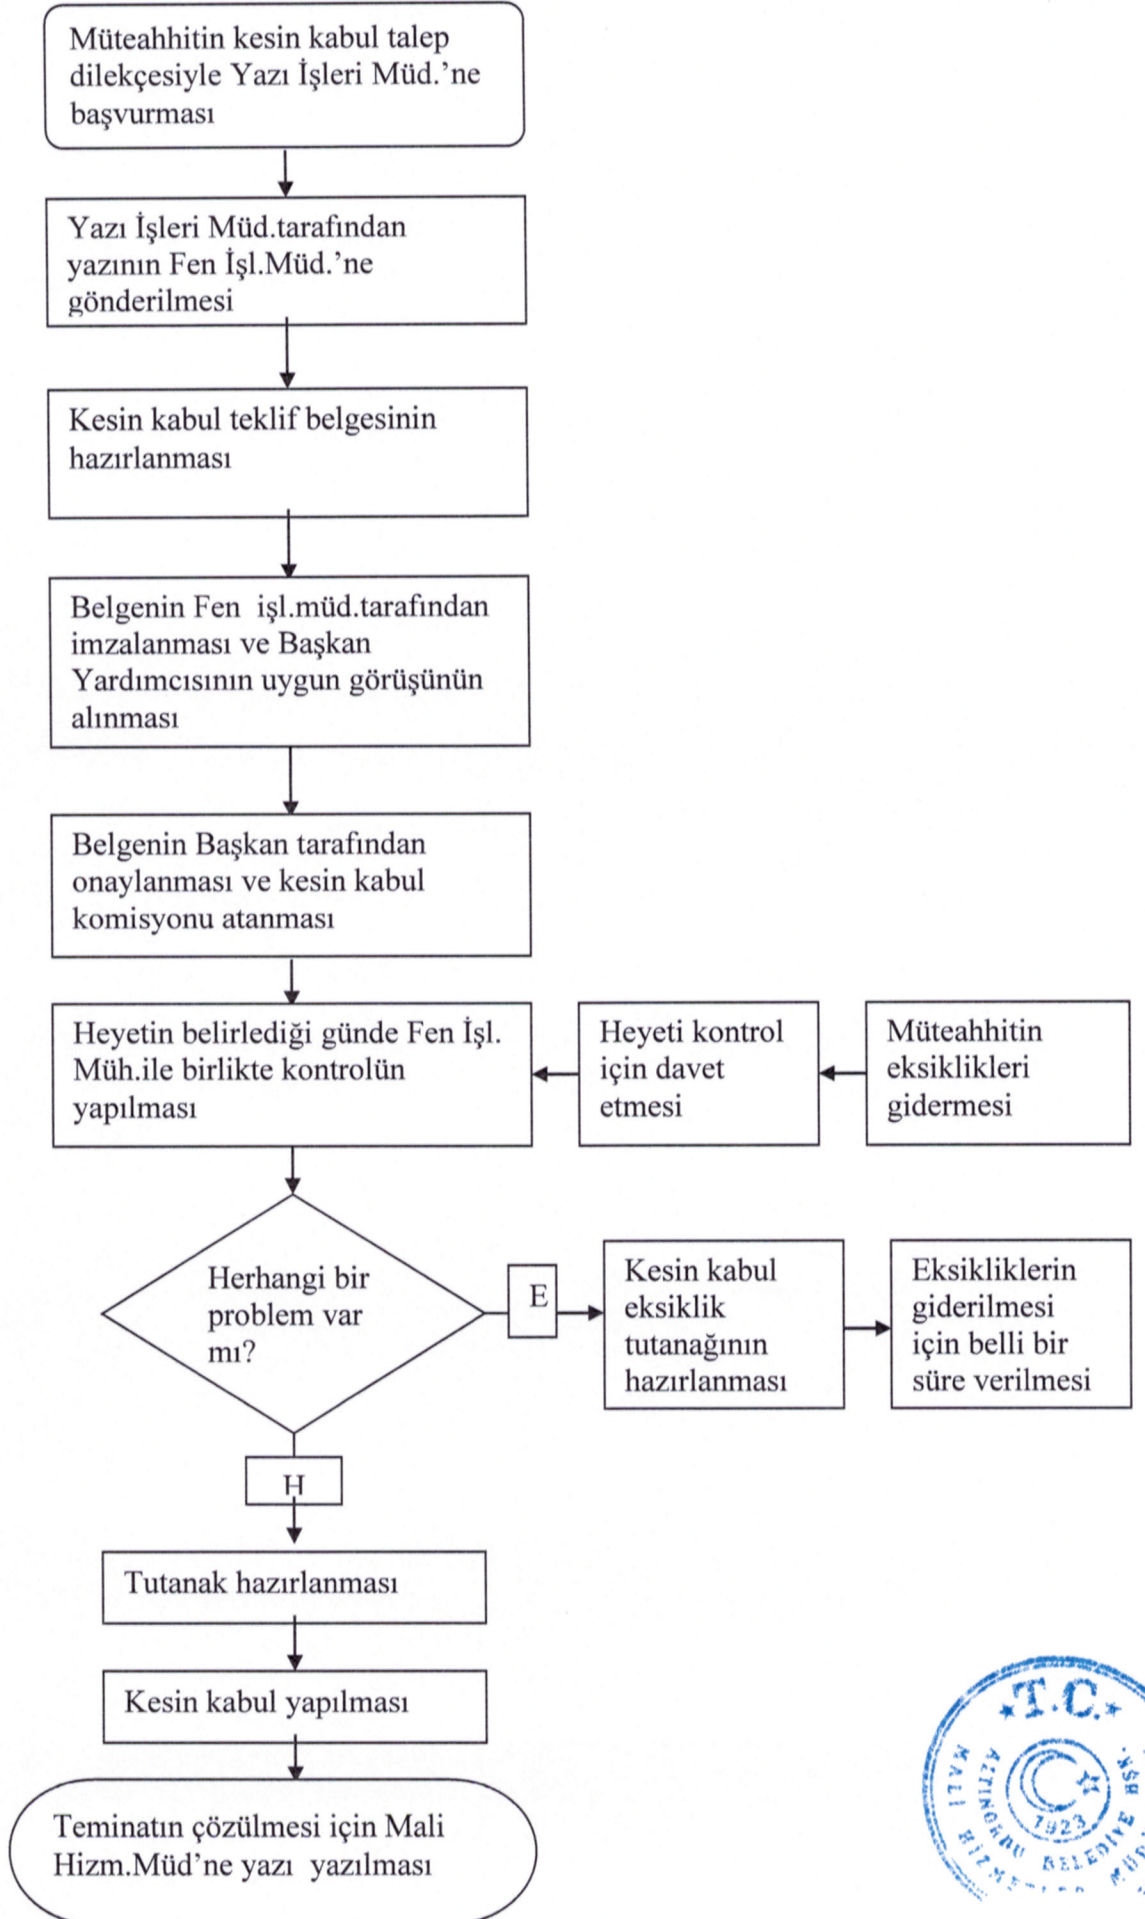 Müteahhitin kesin kabul talep
dilekçesiyle Yazı İşleri Müd.’ne
başvurması
Yazı İşleri Müd.tarafından
yazının Fen İşl.Müd.’ne
gönderilmesi
Kesin kabul teklif belgesinin
hazırlanması
Belgenin Fen  işl.müd.tarafından
imzalanması ve Başkan
Yardımcısının uygun görüşünün
alınması
Belgenin Başkan tarafından
onaylanması ve kesin kabul
komisyonu atanması
Heyetin belirlediği günde Fen İşl.
Müh.ile birlikte kontrolün
yapılması
Heyeti kontrol
için davet
etmesi
Müteahhitin
eksiklikleri
gidermesi
Herhangi bir
problem var
mı?
E
Kesin kabul
eksiklik
tutanağının
hazırlanması
Eksikliklerin
giderilmesi
için belli bir
süre verilmesi
H
Tutanak hazırlanması
Kesin kabul yapılması
Teminatın çözülmesi için Mali
Hizm.Müd’ne yazı  yazılması
T.C.
ALTINORDU BELEDİYE
MALİ
1923